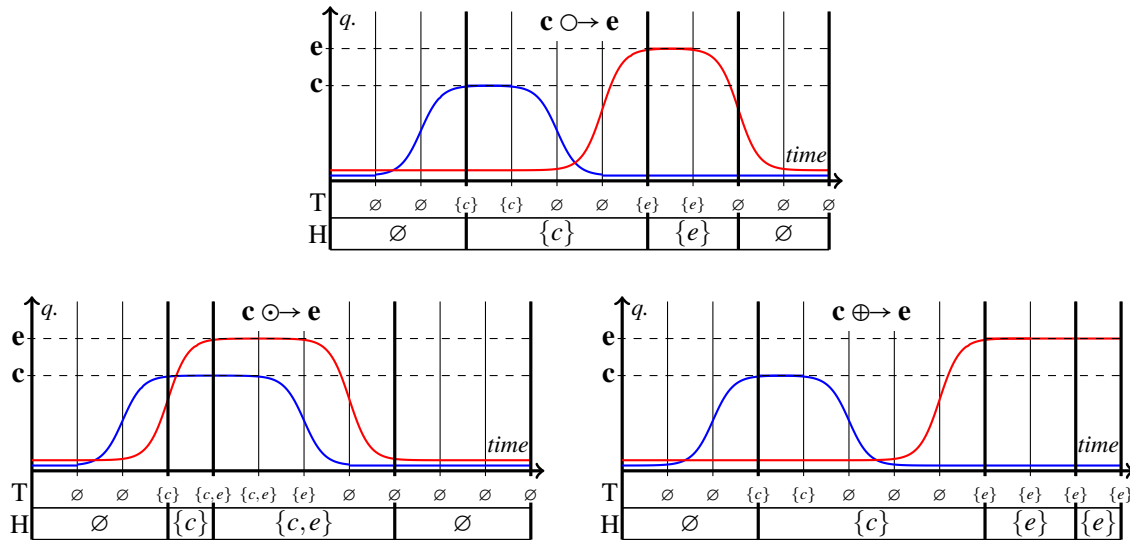 q. c ○→ e
e
c
time
T ∅ ∅ {c} {c} ∅ ∅ {e} {e} ∅ ∅ ∅
H ∅ {c} {e} ∅
q. c ⊙→ e
e
c
time
T ∅ ∅ {c} {c,e} {c,e} {e} ∅ ∅ ∅ ∅ ∅
H ∅ {c} {c,e} ∅
q. c ⊕→ e
e
c
time
T ∅ ∅ {c} {c} ∅ ∅ ∅ {e} {e} {e} {e}
H ∅ {c} {e} {e}